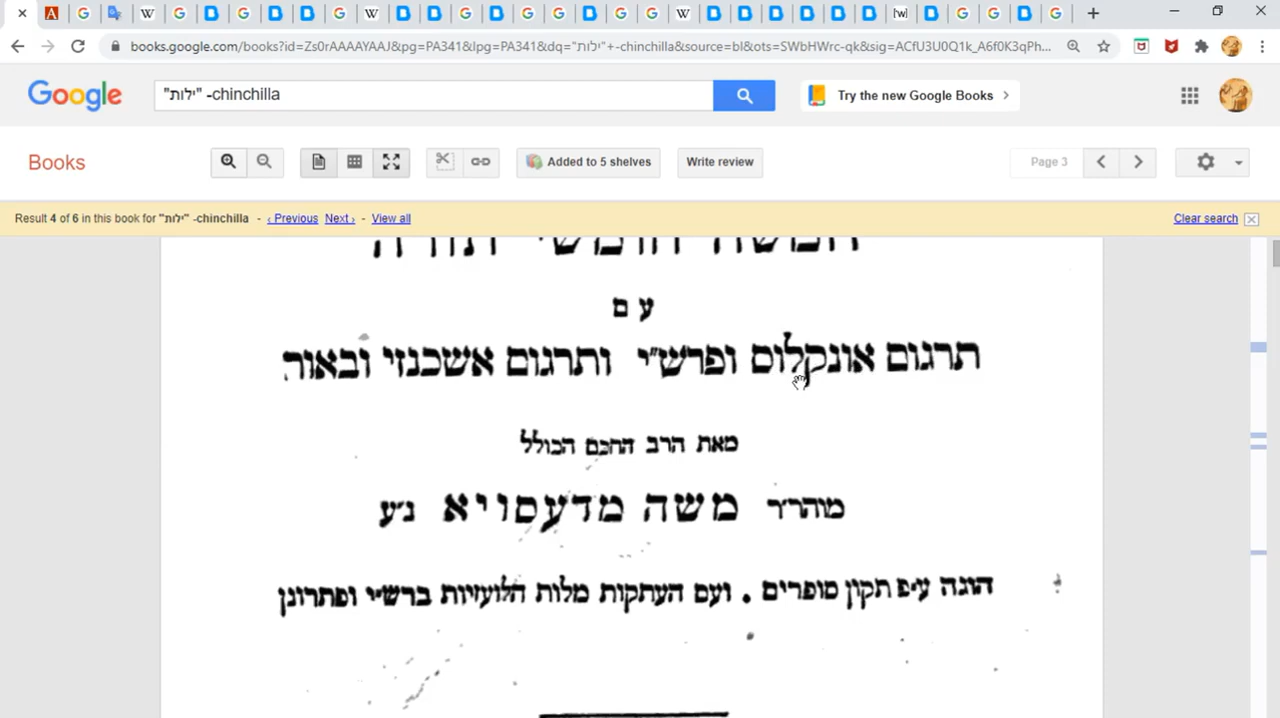 books.google.com/books?id=Zs0rAAAAYAAJ&pg=PA341&lpg=PA341&dq="ילות"+-chinchilla&source=bl&ots=SWbHWrc-qk&sig=ACfU3U0Q1k_A6f0K3qPh...
Google
"ילות" -chinchilla
Try the new Google Books
Books
Added to 5 shelves
Write review
Page 3
Result 4 of 6 in this book for "ילות" -chinchilla - ‹ Previous Next › - View all
Clear search
חמשה חומשי תורה
עם
תרגום אונקלוס ופרש״י ותרגום אשכנזי ובאור.
מאת הרב החכם הכולל
מוהר״ר משה מדעסויא נ״ע
הוגה ע״פ תקון סופרים . ועם העתקות מלות הלועזיות ברש״י ופתרונן